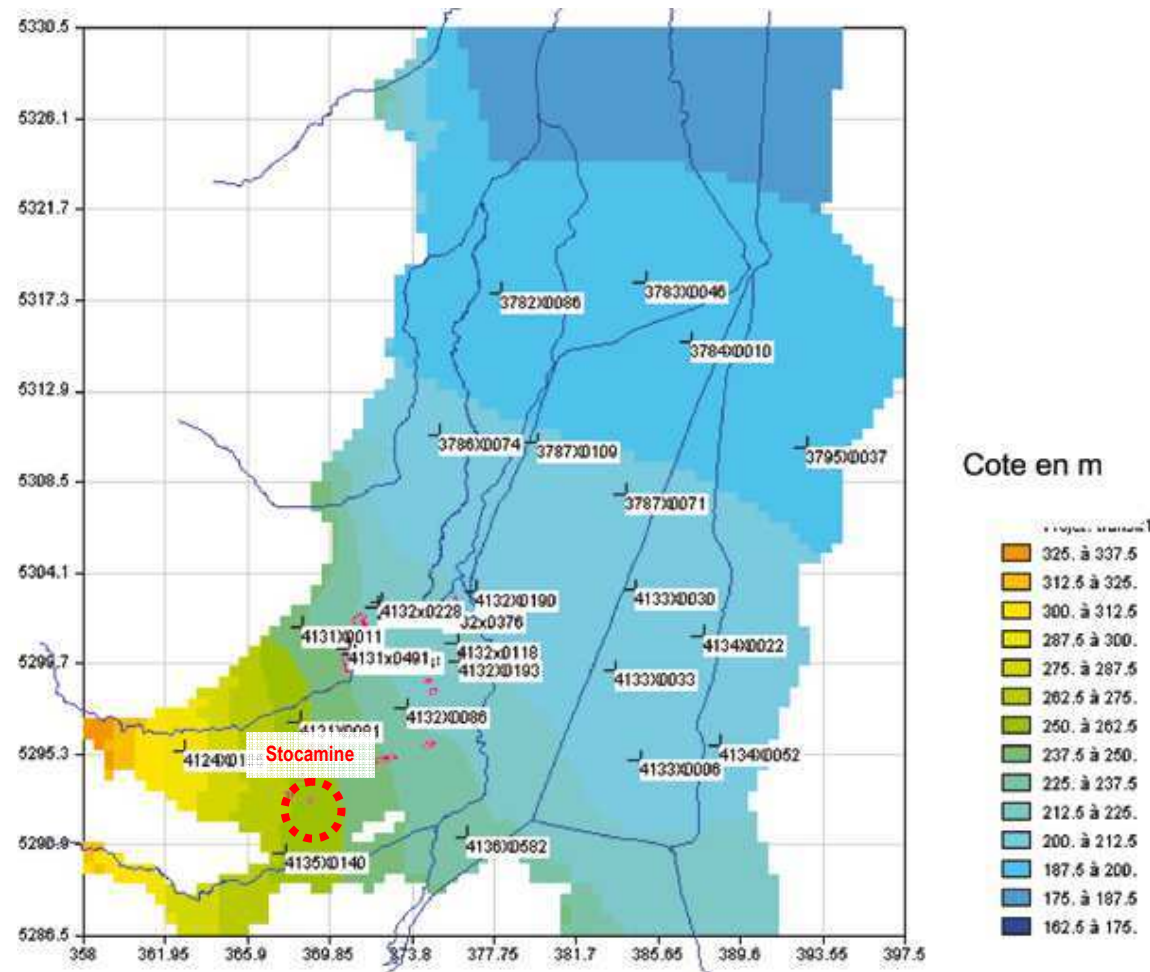 5330.5
5326.1
5321.7
5317.3
3782X0086
3783X0046
3784X0010
5312.9
3786X0074
3787X0109
3795X0037
Cote en m
5308.5
3787X0071
325. à 337.5
312.5 à 325.
300. à 312.5
287.5 à 300.
275. à 287.5
262.5 à 275.
250. à 262.5
237.5 à 250.
225. à 237.5
212.5 à 225.
200. à 212.5
187.5 à 200.
175. à 187.5
162.5 à 175.
5304.1
4132X0190
4133X0030
4132x0228
32x0376
4131X0011
4134X0022
4132x0118
5299.7
4131x0491
4132X0193
4133X0033
4132X0086
5295.3
Stocamine
4134X0052
4133X0006
5290.9
4136X0582
4135X0140
5286.5
358 361.95 365.9 369.85 373.8 377.75 381.7 385.65 389.6 393.55 397.5